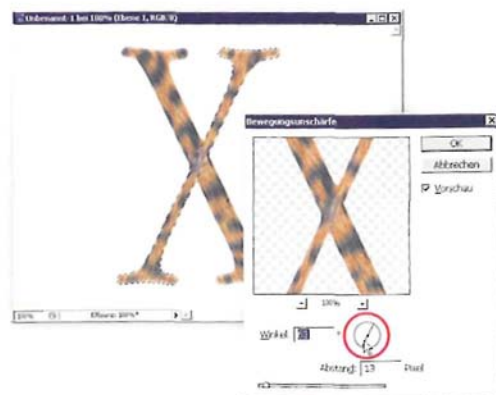 Unbenannt-1 bei 100% (Ebene 1, RGB/8)
X
Bewegungsunschärfe
OK
Abbrechen
Vorschau
100%
Winkel: °
Abstand: 13 Pixel
100%